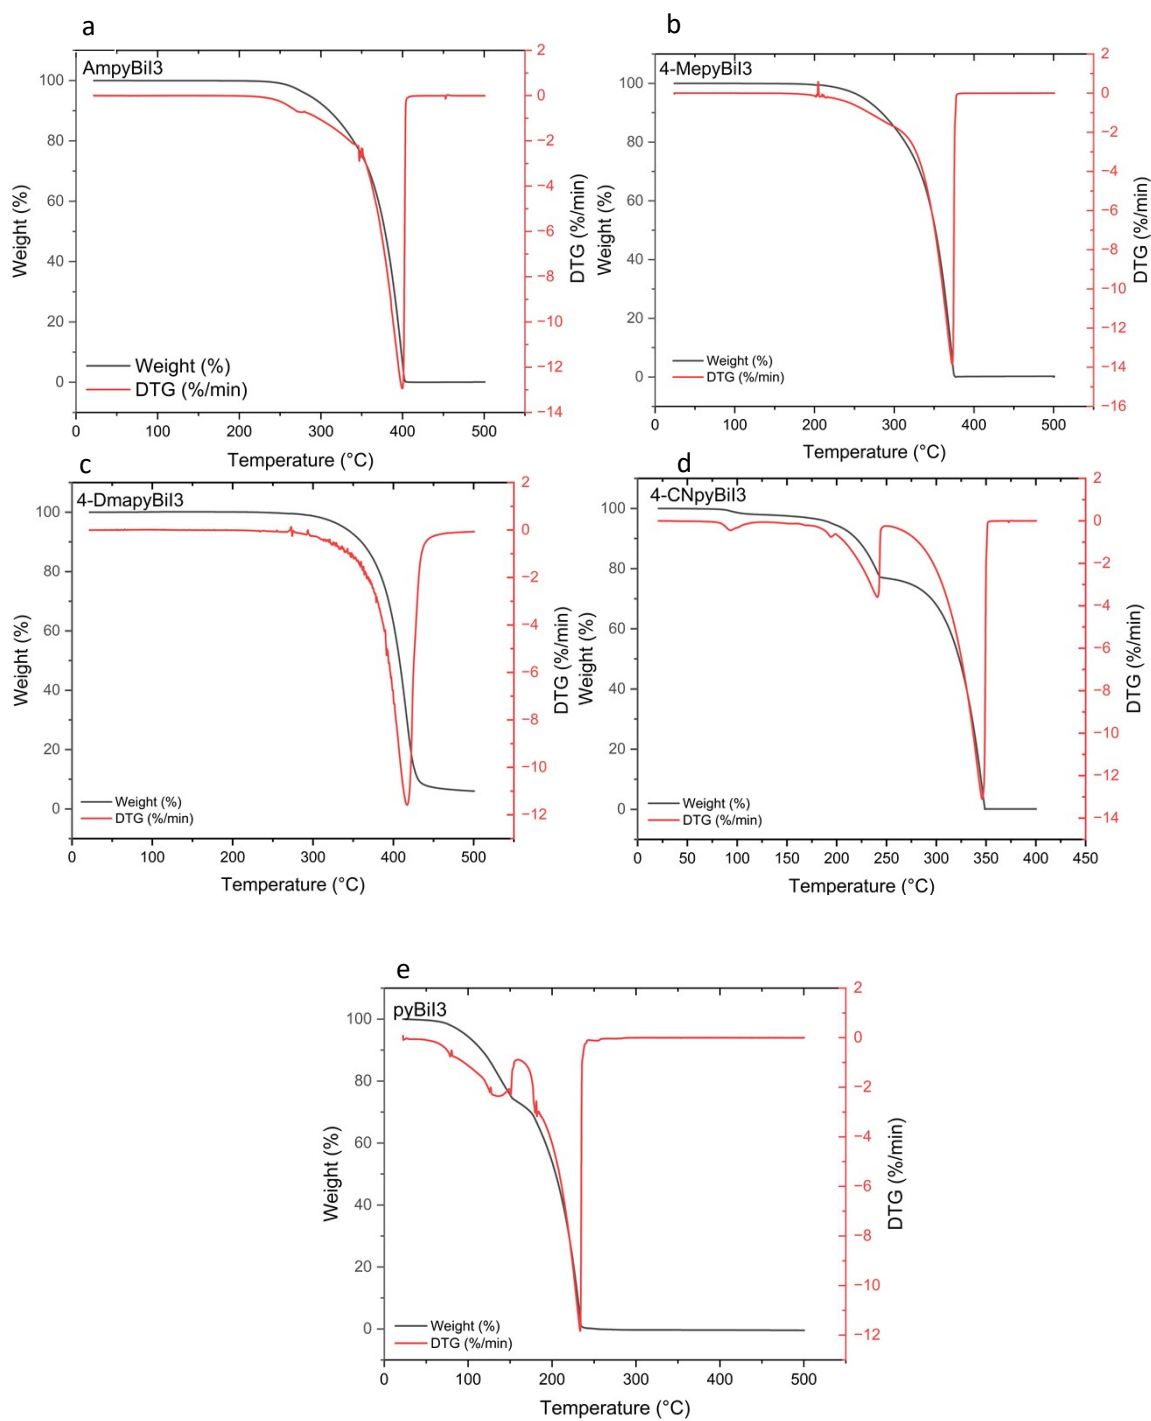 a
AmpyBiI3
100
80
60
40
20
0
Weight (%)
2
0
−2
−4
−6
−8
−10
−12
−14
DTG (%/min)
Weight (%)
DTG (%/min)
0 100 200 300 400 500
Temperature (°C)
b
4-MepyBiI3
100
80
60
40
20
0
Weight (%)
2
0
−2
−4
−6
−8
−10
−12
−14
−16
DTG (%/min)
Weight (%)
DTG (%/min)
0 100 200 300 400 500
Temperature (°C)
c
4-DmapyBiI3
100
80
60
40
20
0
Weight (%)
2
0
−2
−4
−6
−8
−10
−12
DTG (%/min)
Weight (%)
DTG (%/min)
0 100 200 300 400 500
Temperature (°C)
d
4-CNpyBiI3
100
80
60
40
20
0
Weight (%)
2
0
−2
−4
−6
−8
−10
−12
−14
DTG (%/min)
Weight (%)
DTG (%/min)
0 50 100 150 200 250 300 350 400 450
Temperature (°C)
e
pyBiI3
100
80
60
40
20
0
Weight (%)
2
0
−2
−4
−6
−8
−10
−12
DTG (%/min)
Weight (%)
DTG (%/min)
0 100 200 300 400 500
Temperature (°C)